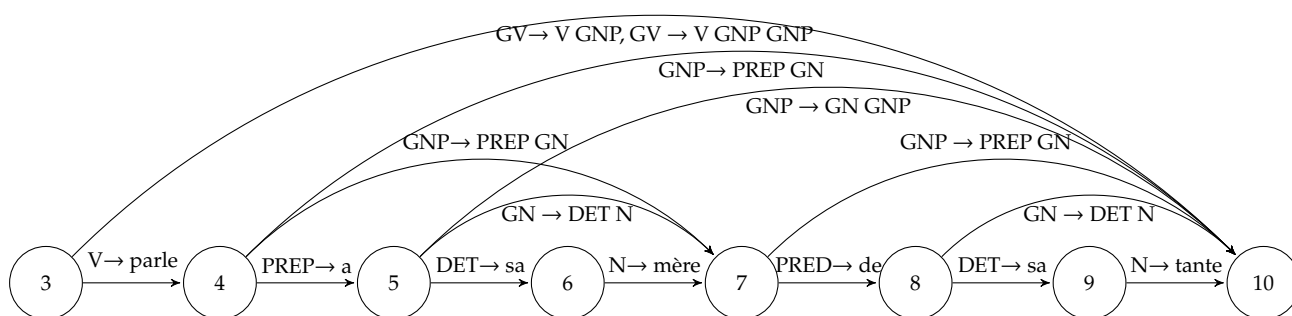 GV→ V GNP, GV → V GNP GNP
GNP→ PREP GN
GNP → GN GNP
GNP→ PREP GN
GNP → PREP GN
GN → DET N
GN → DET N
V→ parle
PREP→ a
DET→ sa
N→ mère
PRED→ de
DET→ sa
N→ tante
3 4 5 6 7 8 9 10